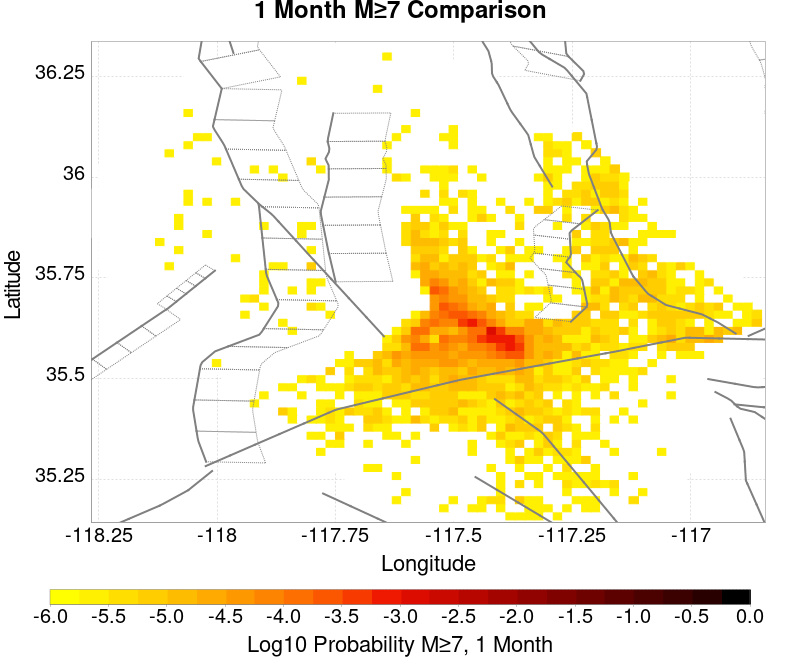 1 Month M≥7 Comparison
36.25
36
35.75
35.5
35.25
Latitude
-118.25 -118 -117.75 -117.5 -117.25 -117
Longitude
-6.0 -5.5 -5.0 -4.5 -4.0 -3.5 -3.0 -2.5 -2.0 -1.5 -1.0 -0.5 0.0
Log10 Probability M≥7, 1 Month